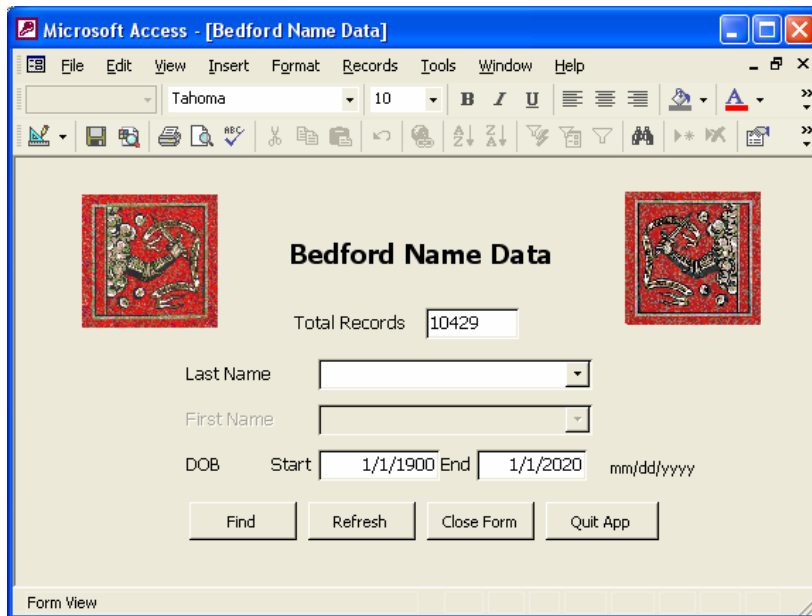 Microsoft Access - [Bedford Name Data]
File Edit View Insert Format Records Tools Window Help
Tahoma 10 B I U A
ABC A Z Z A
Bedford Name Data
Total Records 10429
Last Name
First Name
DOB Start 1/1/1900 End 1/1/2020 mm/dd/yyyy
Find Refresh Close Form Quit App
Form View